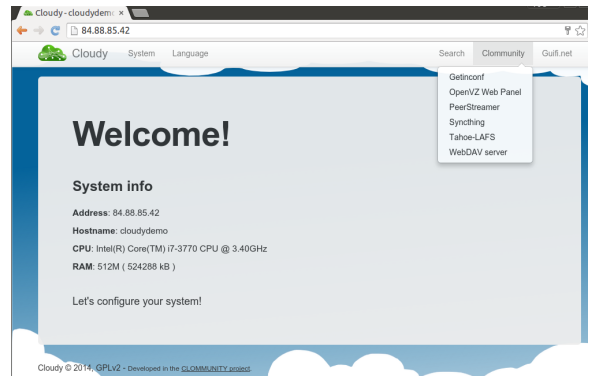 Cloudy - cloudydemo
84.88.85.42
Cloudy System Language Search Community Guifi.net
Getinconf
OpenVZ Web Panel
PeerStreamer
Syncthing
Tahoe-LAFS
WebDAV server
Welcome!
System info
Address: 84.88.85.42
Hostname: cloudydemo
CPU: Intel(R) Core(TM) i7-3770 CPU @ 3.40GHz
RAM: 512M ( 524288 kB )
Let's configure your system!
Cloudy © 2014, GPLv2 - Developed in the CLOMMUNITY project.